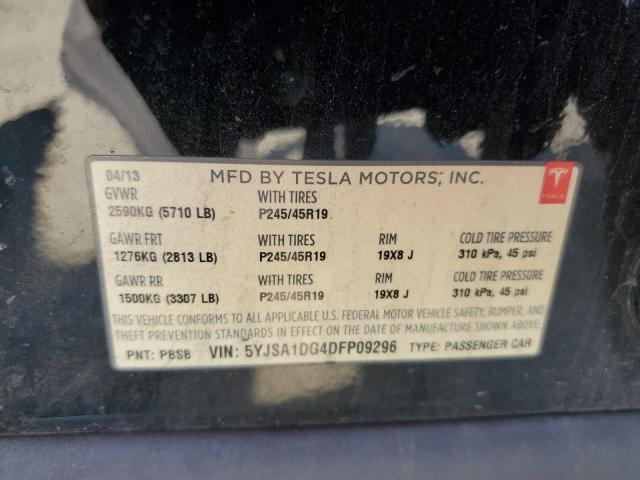 04/13 MFD BY TESLA MOTORS, INC.
GVWR WITH TIRES
2590KG (5710 LB) P245/45R19
TESLA
GAWR FRT WITH TIRES RIM COLD TIRE PRESSURE
1276KG (2813 LB) P245/45R19 19X8 J 310 kPa, 45 psi
GAWR RR WITH TIRES RIM COLD TIRE PRESSURE
1500KG (3307 LB) P245/45R19 19X8 J 310 kPa, 45 psi
THIS VEHICLE CONFORMS TO ALL APPLICABLE U.S. FEDERAL MOTOR VEHICLE SAFETY, BUMPER, AND
THEFT PREVENTION STANDARDS IN EFFECT ON THE DATE OF MANUFACTURE SHOWN ABOVE.
PNT: PBSB VIN: 5YJSA1DG4DFP09296 TYPE: PASSENGER CAR